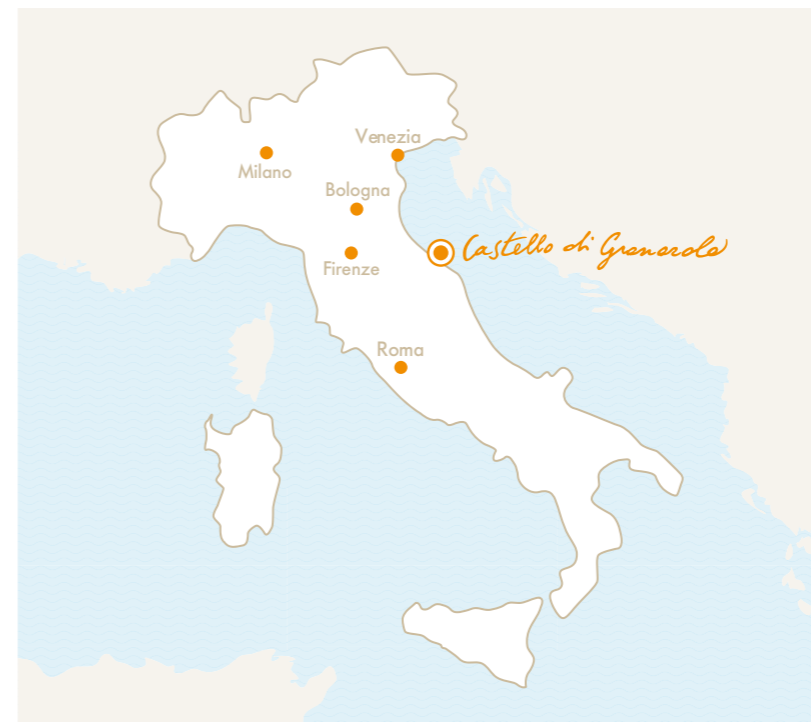 Venezia
Milano
Bologna
Castello di Granarola
Firenze
Roma